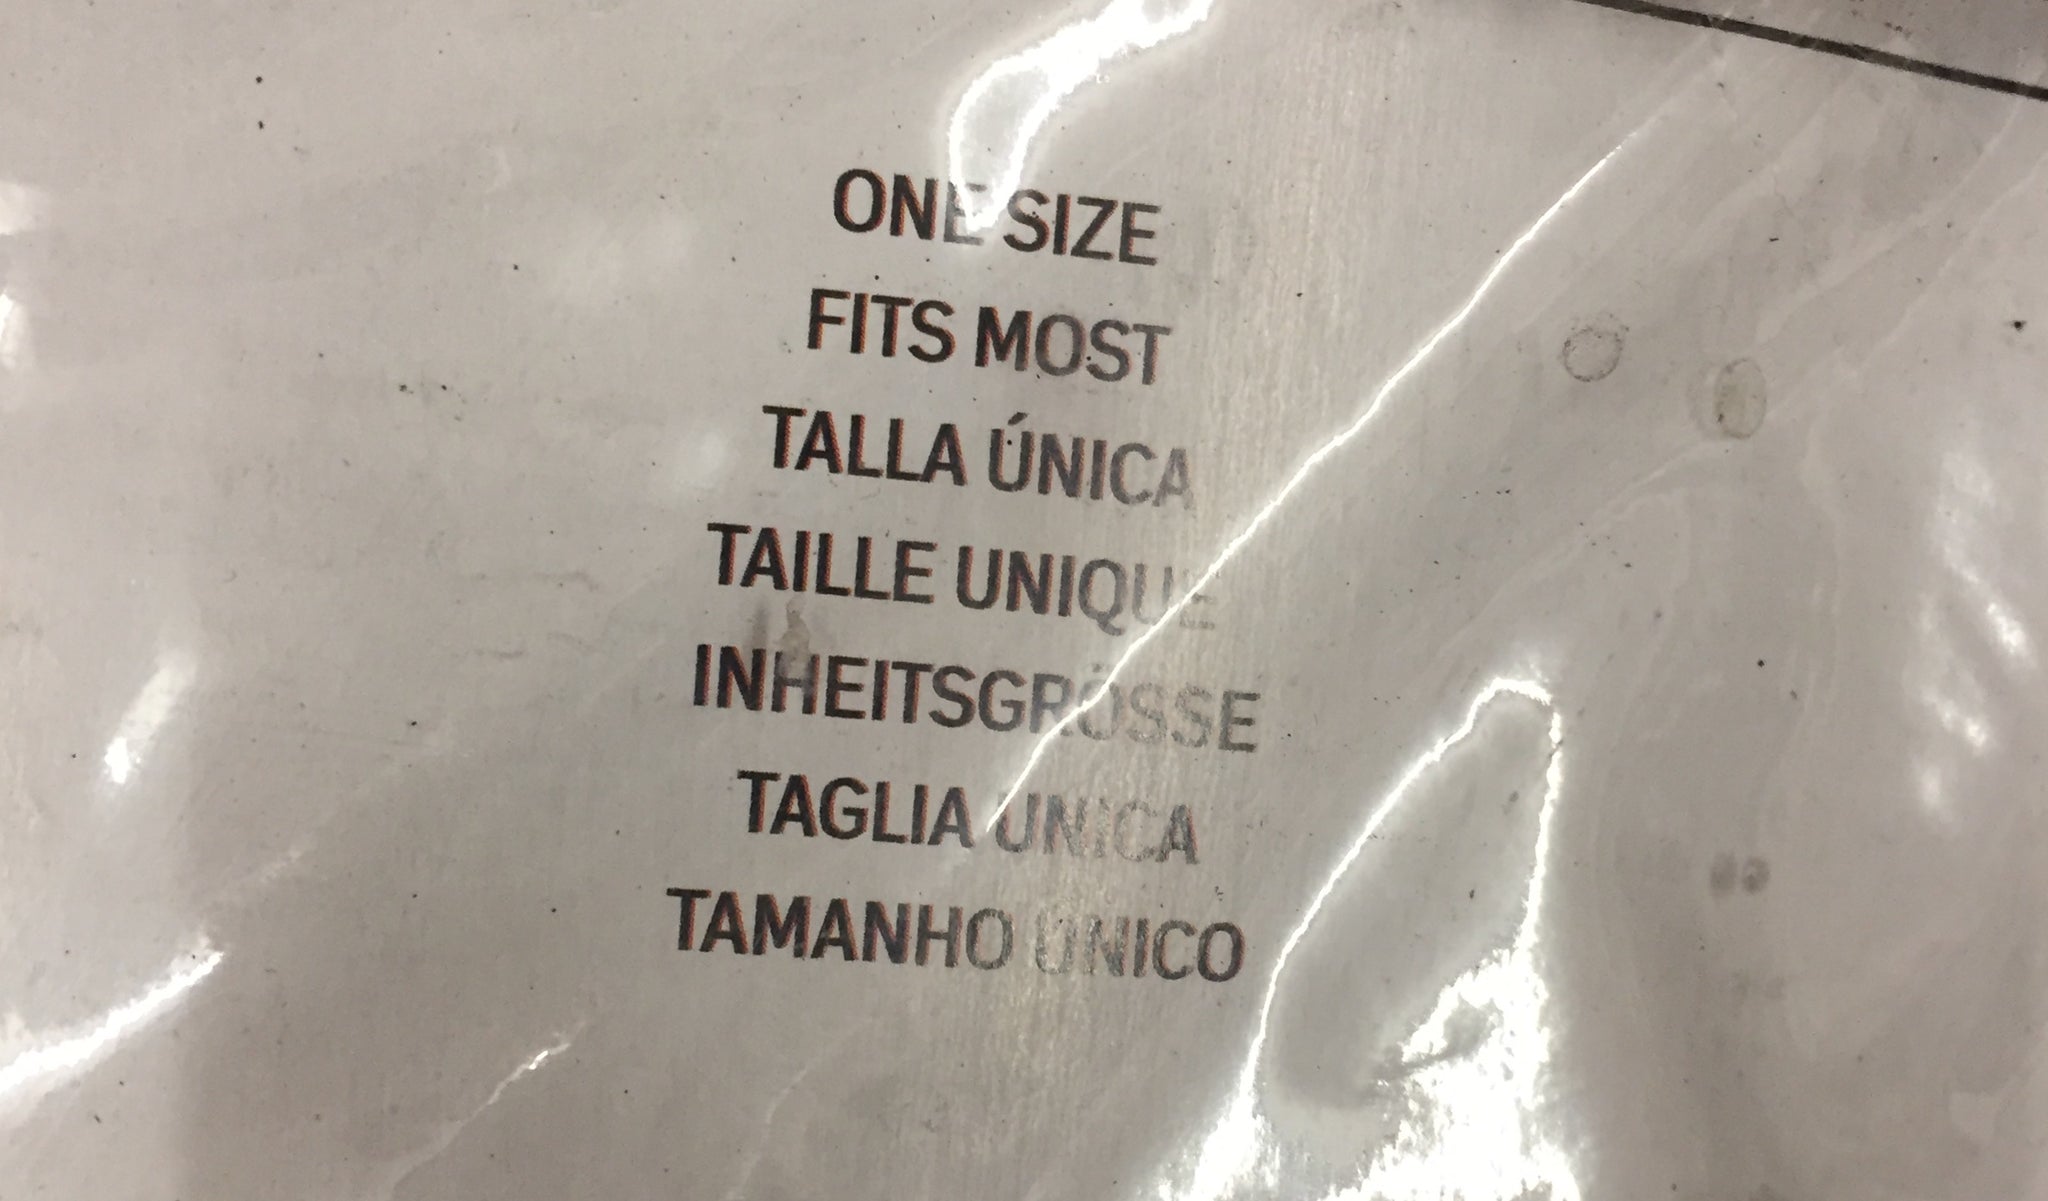 ONE SIZE
FITS MOST
TALLA ÚNICA
TAILLE UNIQUE
INHEITSGRÖSSE
TAGLIA UNICA
TAMANHO ÚNICO